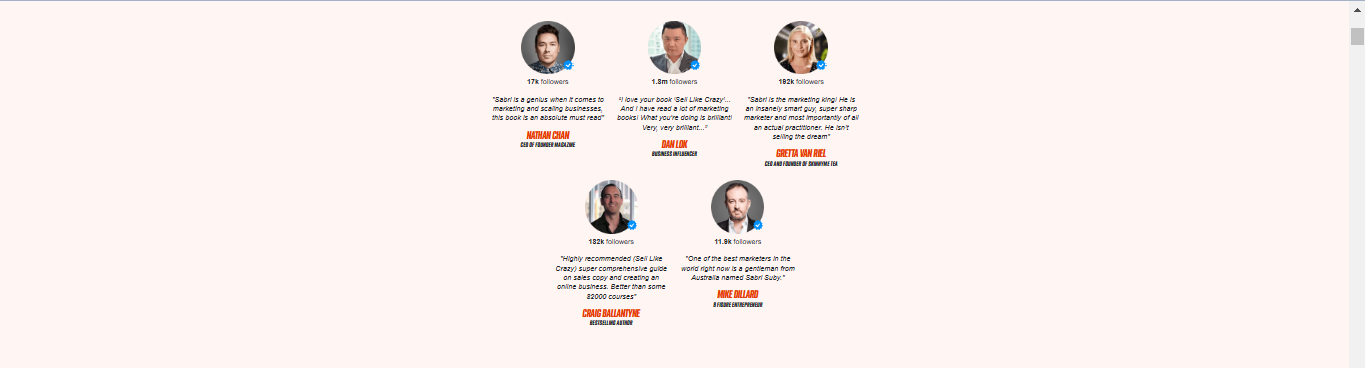 17k followers
1.3m followers
192k followers
"Sabri is a genius when it comes to
marketing and scaling businesses,
this book is an absolute must read"
NATHAN CHAN
CEO OF FOUNDR MAGAZINE
"I love your book 'Sell Like Crazy'...
And I have read a lot of marketing
books! What you're doing is brilliant!
Very, very brilliant..."
DAN LOK
BUSINESS INFLUENCER
"Sabri is the marketing king! He is
an insanely smart guy, super sharp
marketer and most importantly of all
an actual practitioner. He isn't
selling the dream"
GRETTA VAN RIEL
CEO AND FOUNDER OF SKINNYME TEA
182k followers
11.9k followers
"Highly recommended (Sell Like
Crazy) super comprehensive guide
on sales copy and creating an
online business. Better than some
$2000 courses"
CRAIG BALLANTYNE
BESTSELLING AUTHOR
"One of the best marketers in the
world right now is a gentleman from
Australia named Sabri Suby."
MIKE DILLARD
FIGURE ENTREPRENEUR